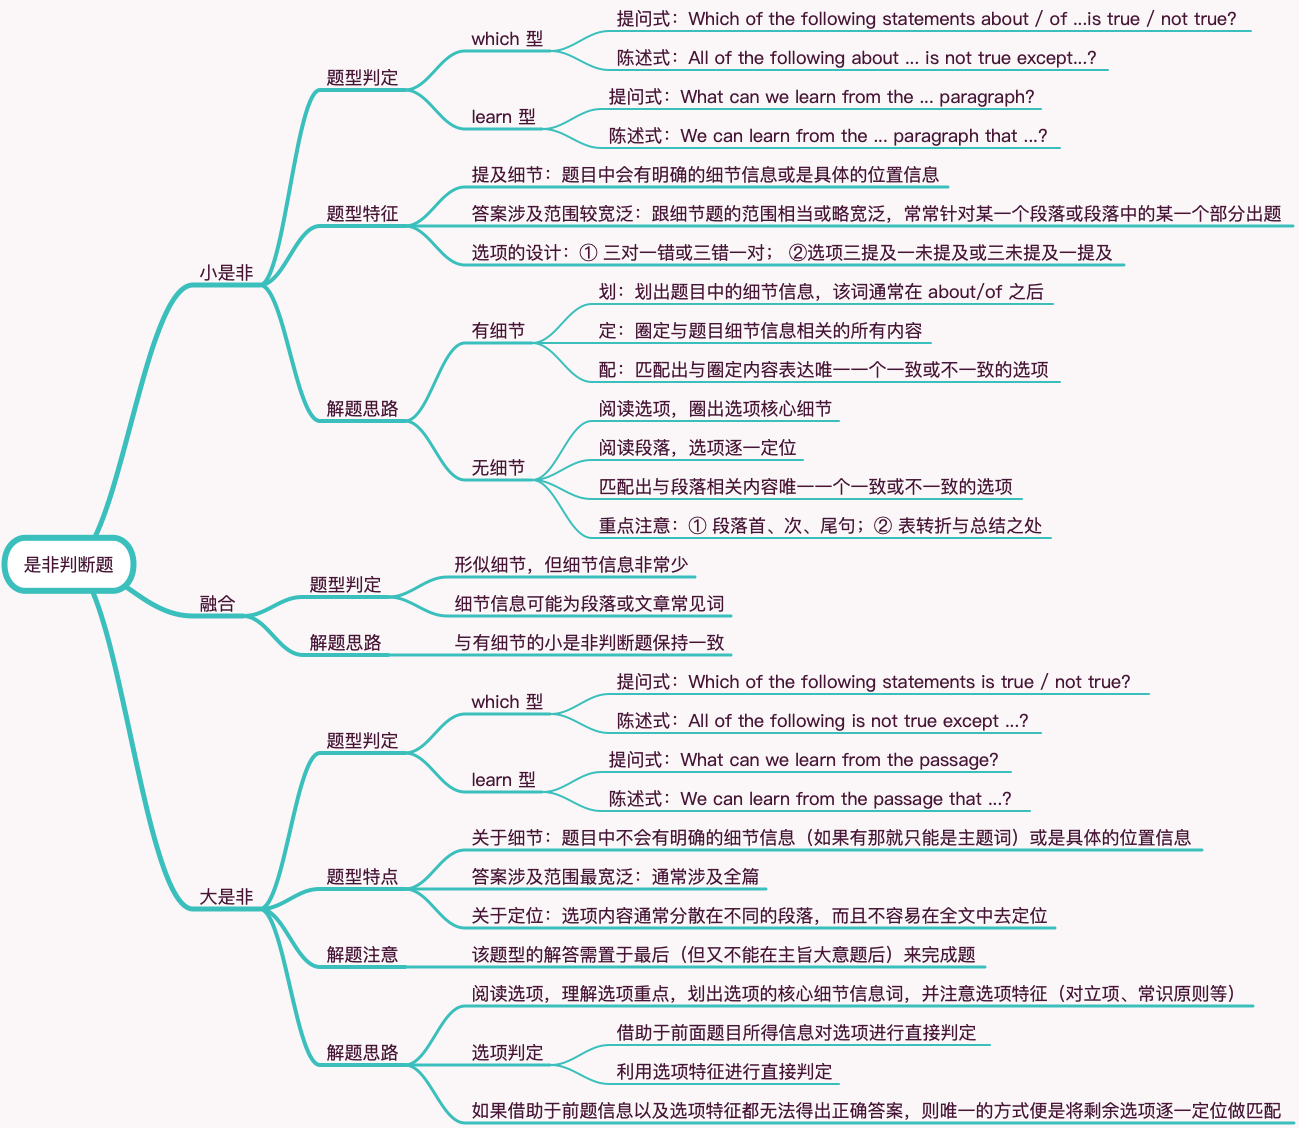 提问式：Which of the following statements about / of ...is true / not true?
which 型
陈述式：All of the following about ... is not true except...?
题型判定
提问式：What can we learn from the ... paragraph?
learn 型
陈述式：We can learn from the ... paragraph that ...?
提及细节：题目中会有明确的细节信息或是具体的位置信息
题型特征
答案涉及范围较宽泛：跟细节题的范围相当或略宽泛，常常针对某一个段落或段落中的某一个部分出题
选项的设计：① 三对一错或三错一对； ②选项三提及一未提及或三未提及一提及
小是非
划：划出题目中的细节信息，该词通常在 about/of 之后
有细节
定：圈定与题目细节信息相关的所有内容
配：匹配出与圈定内容表达唯一一个一致或不一致的选项
解题思路
阅读选项，圈出选项核心细节
阅读段落，选项逐一定位
无细节
匹配出与段落相关内容唯一一个一致或不一致的选项
重点注意：① 段落首、次、尾句；② 表转折与总结之处
是非判断题
形似细节，但细节信息非常少
题型判定
细节信息可能为段落或文章常见词
融合
解题思路
与有细节的小是非判断题保持一致
提问式：Which of the following statements is true / not true?
which 型
陈述式：All of the following is not true except ...?
题型判定
提问式：What can we learn from the passage?
learn 型
陈述式：We can learn from the passage that ...?
关于细节：题目中不会有明确的细节信息（如果有那就只能是主题词）或是具体的位置信息
题型特点
答案涉及范围最宽泛：通常涉及全篇
大是非
关于定位：选项内容通常分散在不同的段落，而且不容易在全文中去定位
解题注意
该题型的解答需置于最后（但又不能在主旨大意题后）来完成题
阅读选项，理解选项重点，划出选项的核心细节信息词，并注意选项特征（对立项、常识原则等）
解题思路
选项判定
借助于前面题目所得信息对选项进行直接判定
利用选项特征进行直接判定
如果借助于前题信息以及选项特征都无法得出正确答案，则唯一的方式便是将剩余选项逐一定位做匹配